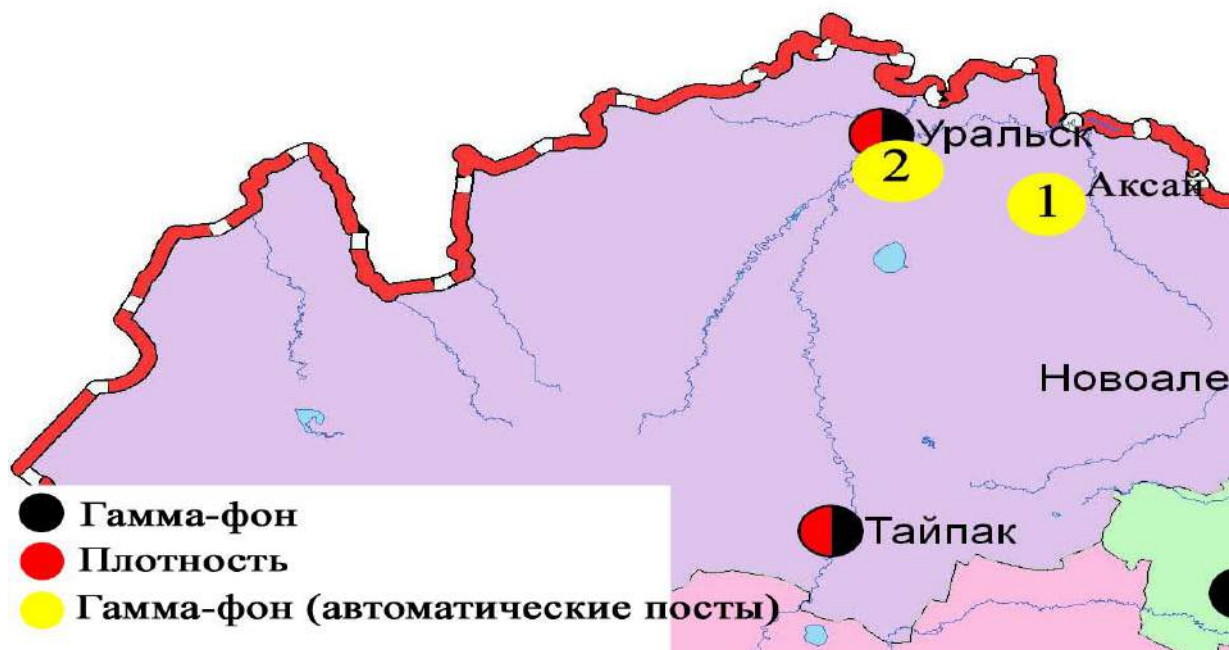 Уральск
2
1
Аксай
Новоале
Тайпак
Гамма-фон
Плотность
Гамма-фон (автоматические посты)